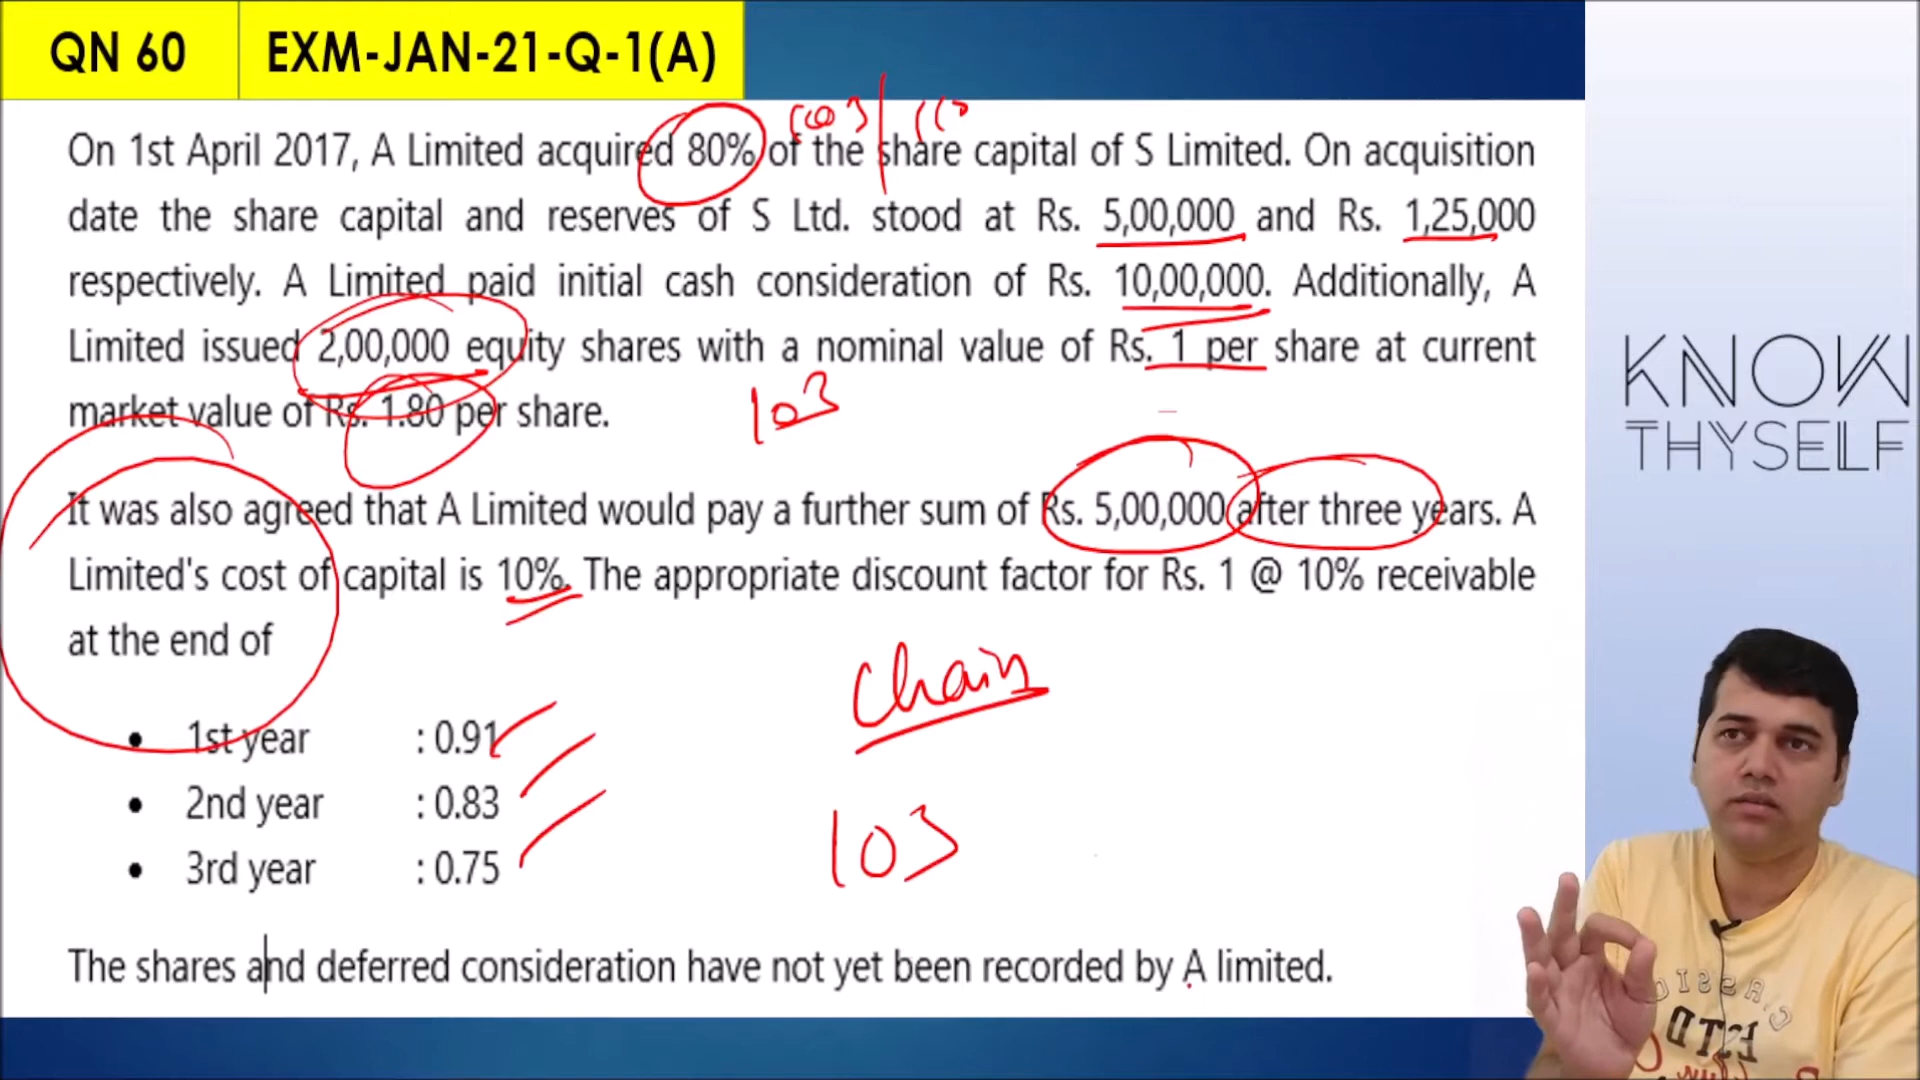 QN 60 EXM-JAN-21-Q-1(A)
On 1st April 2017, A Limited acquired 80% of the share capital of S Limited. On acquisition
date the share capital and reserves of S Ltd. stood at Rs. 5,00,000 and Rs. 1,25,000
respectively. A Limited paid initial cash consideration of Rs. 10,00,000. Additionally, A
Limited issued 2,00,000 equity shares with a nominal value of Rs. 1 per share at current
market value of Rs. 1.80 per share.
103
It was also agreed that A Limited would pay a further sum of Rs. 5,00,000 after three years. A
Limited's cost of capital is 10%. The appropriate discount factor for Rs. 1 @ 10% receivable
at the end of
Chain
• 1st year : 0.91
• 2nd year : 0.83
• 3rd year : 0.75
103
The shares and deferred consideration have not yet been recorded by A limited.
KNOW
THYSELF